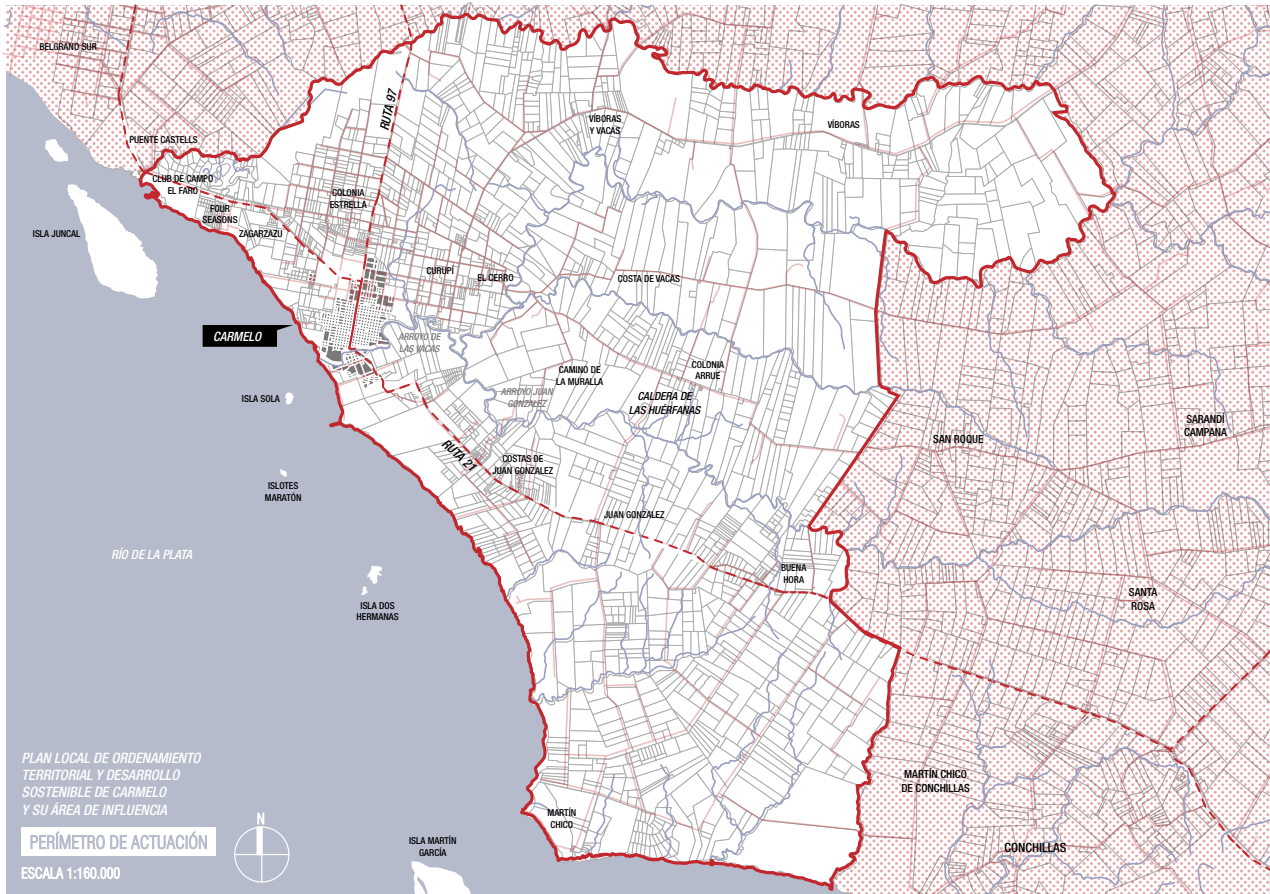 BELGRANO SUR
RUTA 97
VÍBORAS
Y VACAS
VÍBORAS
PUENTE CASTELLS
CLUB DE CAMPO
EL FARO
COLONIA
ESTRELLA
FOUR
SEASONS
ZAGARZAZU
ISLA JUNCAL
CURUPÍ
EL CERRO
COSTA DE VACAS
CARMELO
ARROYO DE
LAS VACAS
CAMINO DE
LA MURALLA
COLONIA
ARRUE
ARROYO JUAN
GONZALEZ
CALDERA DE
LAS HUÉRFANAS
ISLA SOLA
SARANDÍ
CAMPANA
SAN ROQUE
RUTA 21
COSTAS DE
JUAN GONZALEZ
ISLOTES
MARATÓN
JUAN GONZALEZ
RÍO DE LA PLATA
BUENA
HORA
ISLA DOS
HERMANAS
SANTA
ROSA
PLAN LOCAL DE ORDENAMIENTO
TERRITORIAL Y DESARROLLO
SOSTENIBLE DE CARMELO
Y SU ÁREA DE INFLUENCIA
PERÍMETRO DE ACTUACIÓN
ESCALA 1:160.000
N
MARTÍN
CHICO
MARTÍN CHICO
DE CONCHILLAS
ISLA MARTÍN
GARCÍA
CONCHILLAS